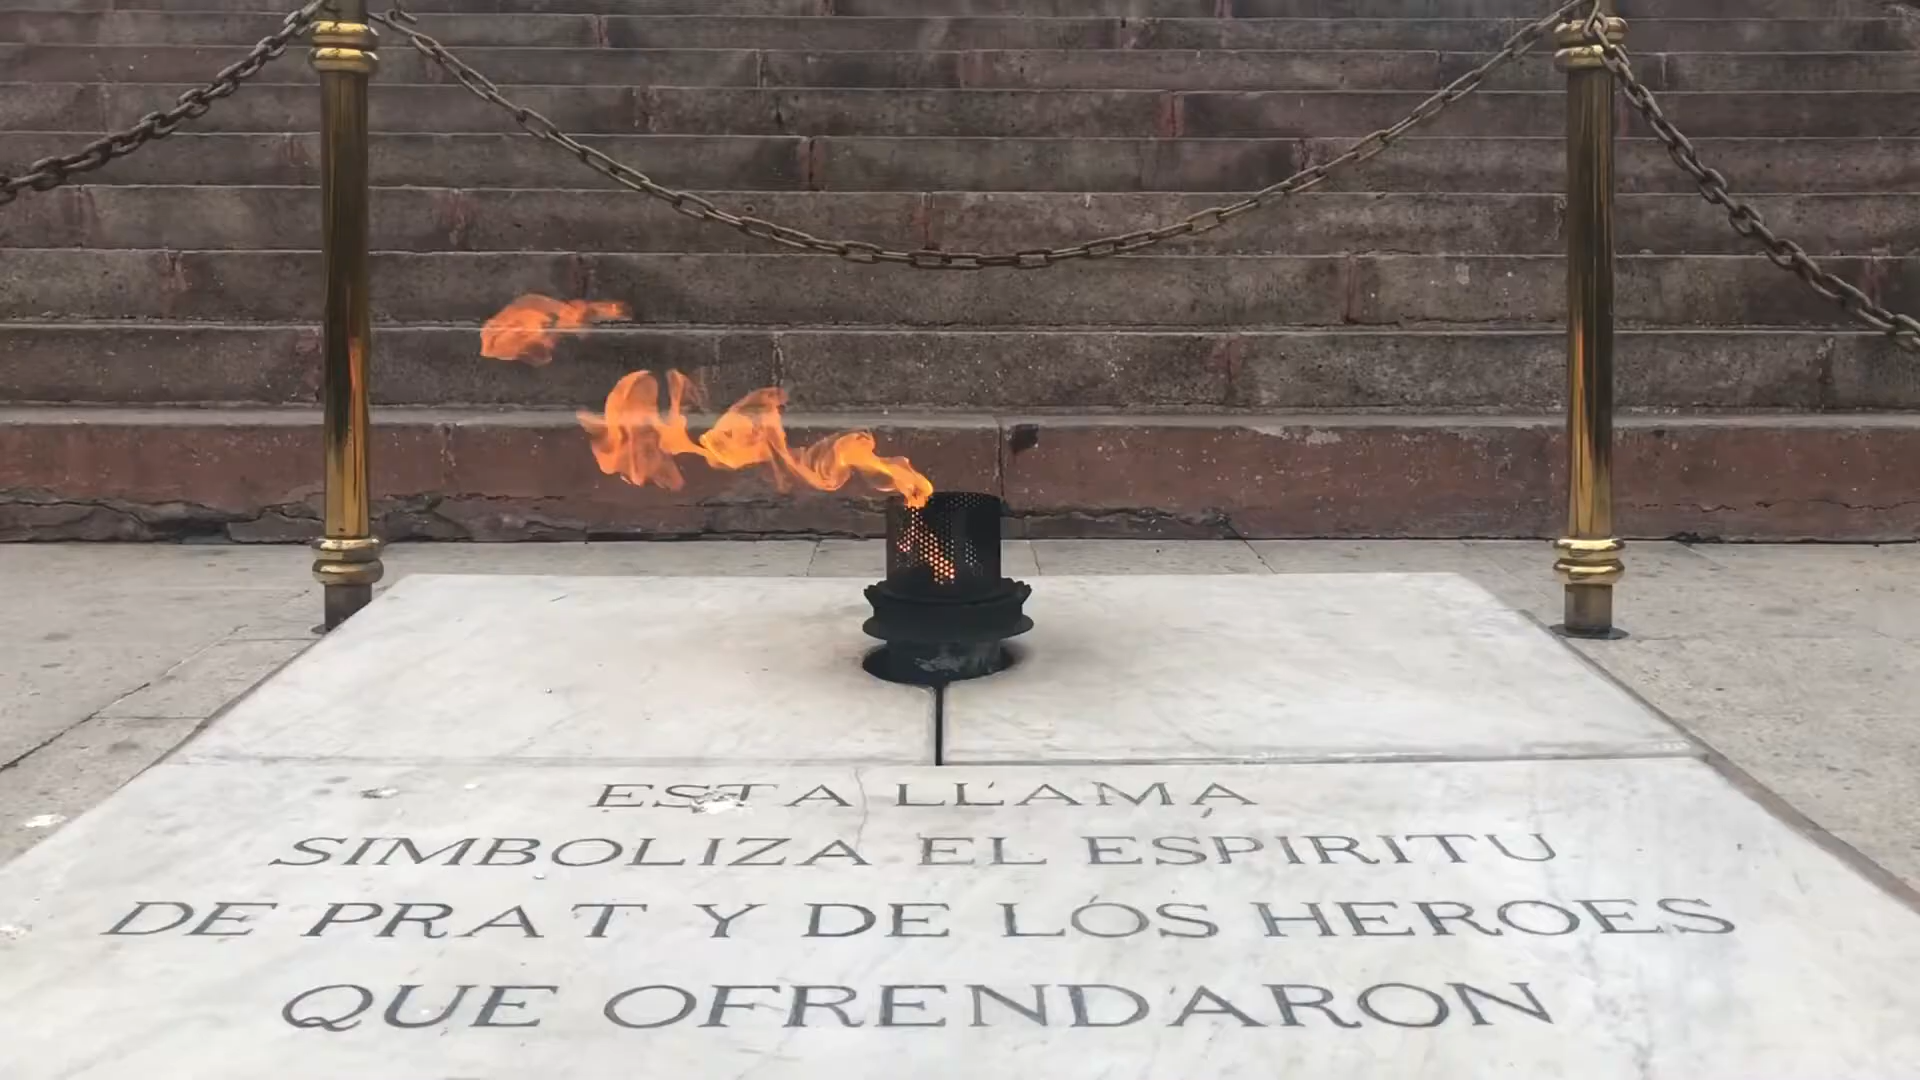 ESTA LLAMA
SIMBOLIZA EL ESPIRITU
DE PRAT Y DE LOS HEROES
QUE OFRENDARON